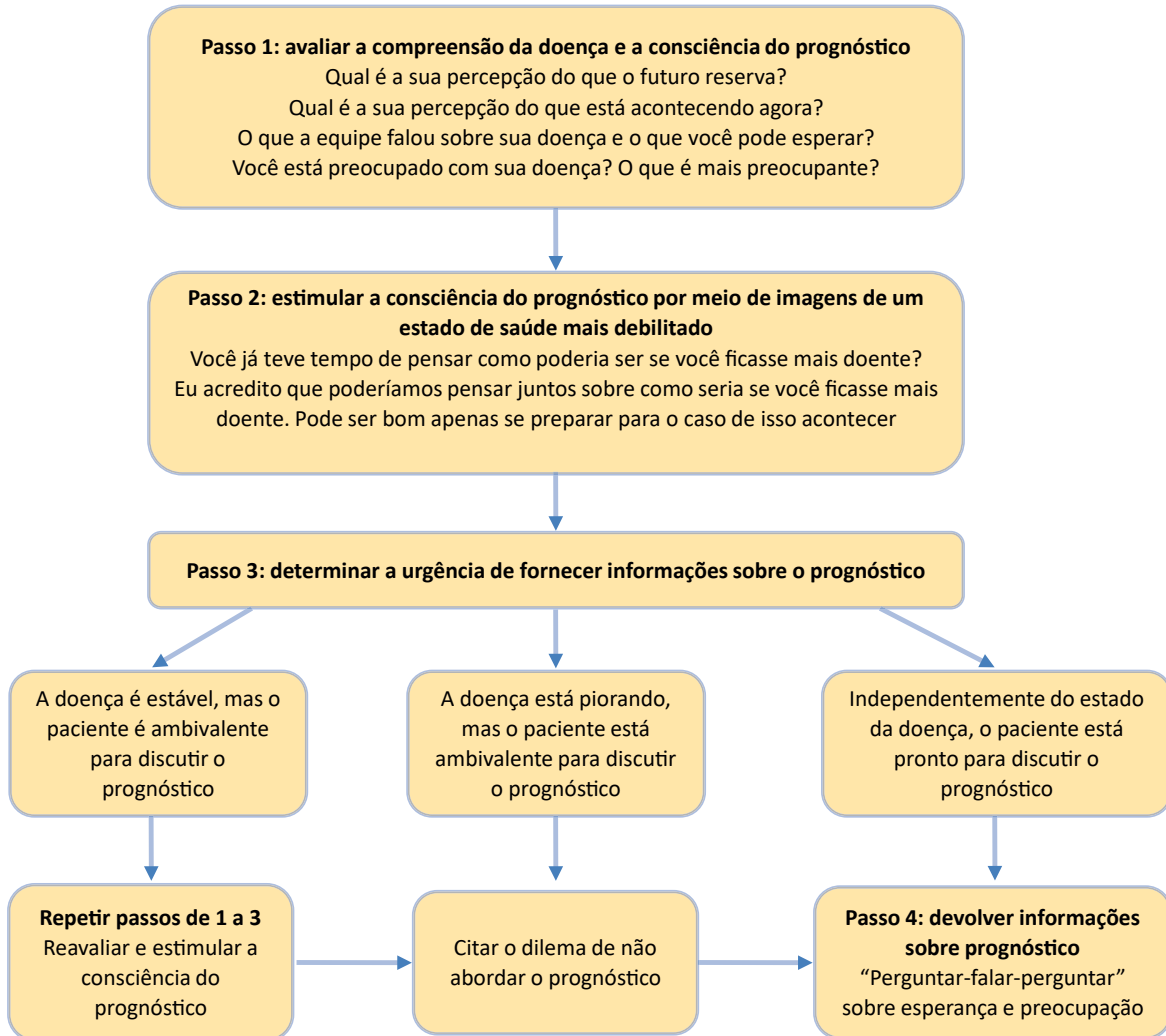 Passo 1: avaliar a compreensão da doença e a consciência do prognóstico
Qual é a sua percepção do que o futuro reserva?
Qual é a sua percepção do que está acontecendo agora?
O que a equipe falou sobre sua doença e o que você pode esperar?
Você está preocupado com sua doença? O que é mais preocupante?
Passo 2: estimular a consciência do prognóstico por meio de imagens de um
estado de saúde mais debilitado
Você já teve tempo de pensar como poderia ser se você ficasse mais doente?
Eu acredito que poderíamos pensar juntos sobre como seria se você ficasse mais
doente. Pode ser bom apenas se preparar para o caso de isso acontecer
Passo 3: determinar a urgência de fornecer informações sobre o prognóstico
A doença é estável, mas o
paciente é ambivalente
para discutir o
prognóstico
A doença está piorando,
mas o paciente está
ambivalente para discutir
o prognóstico
Independentemente do estado
da doença, o paciente está
pronto para discutir o
prognóstico
Repetir passos de 1 a 3
Reavaliar e estimular a
consciência do
prognóstico
Citar o dilema de não
abordar o prognóstico
Passo 4: devolver informações
sobre prognóstico
“Perguntar-falar-perguntar”
sobre esperança e preocupação